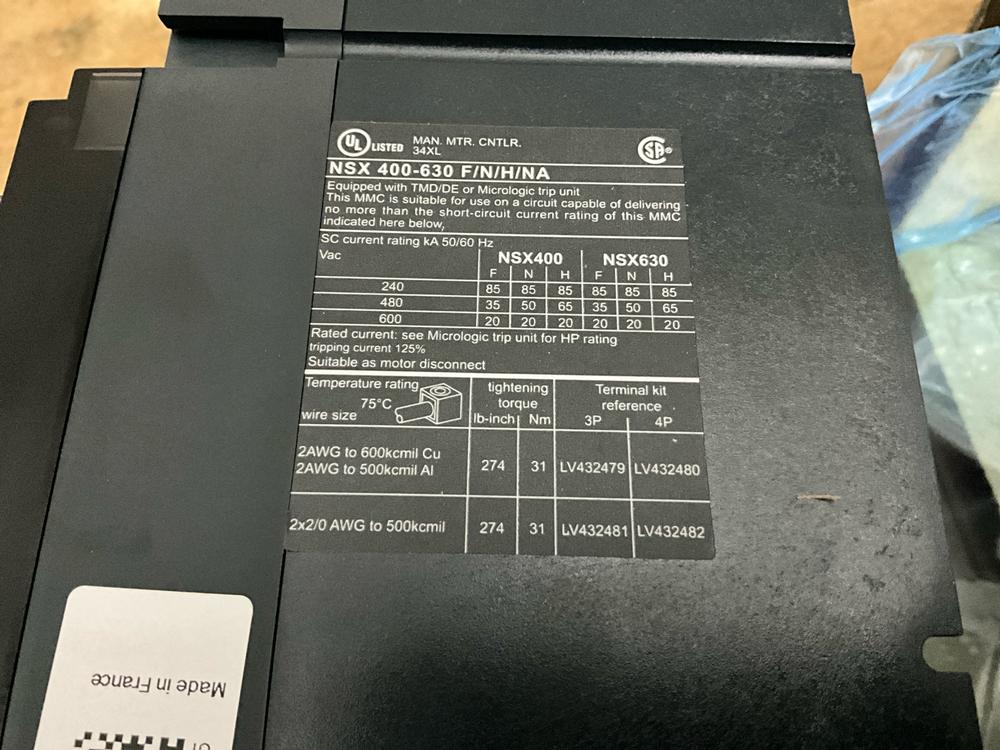 UL LISTED MAN. MTR. CNTLR.
34XL
SA®
NSX 400-630 F/N/H/NA
Equipped with TMD/DE or Micrologic trip unit
This MMC is suitable for use on a circuit capable of delivering
no more than the short-circuit current rating of this MMC
indicated here below,
SC current rating kA 50/60 Hz
Vac NSX400 NSX630
F N H F N H
240 85 85 85 85 85 85
480 35 50 65 35 50 65
600 20 20 20 20 20 20
Rated current: see Micrologic trip unit for HP rating
tripping current 125%
Suitable as motor disconnect
Temperature rating tightening Terminal kit
75°C torque reference
wire size lb-inch Nm 3P 4P
2AWG to 600kcmil Cu
2AWG to 500kcmil Al 274 31 LV432479 LV432480
2x2/0 AWG to 500kcmil 274 31 LV432481 LV432482
Made in France